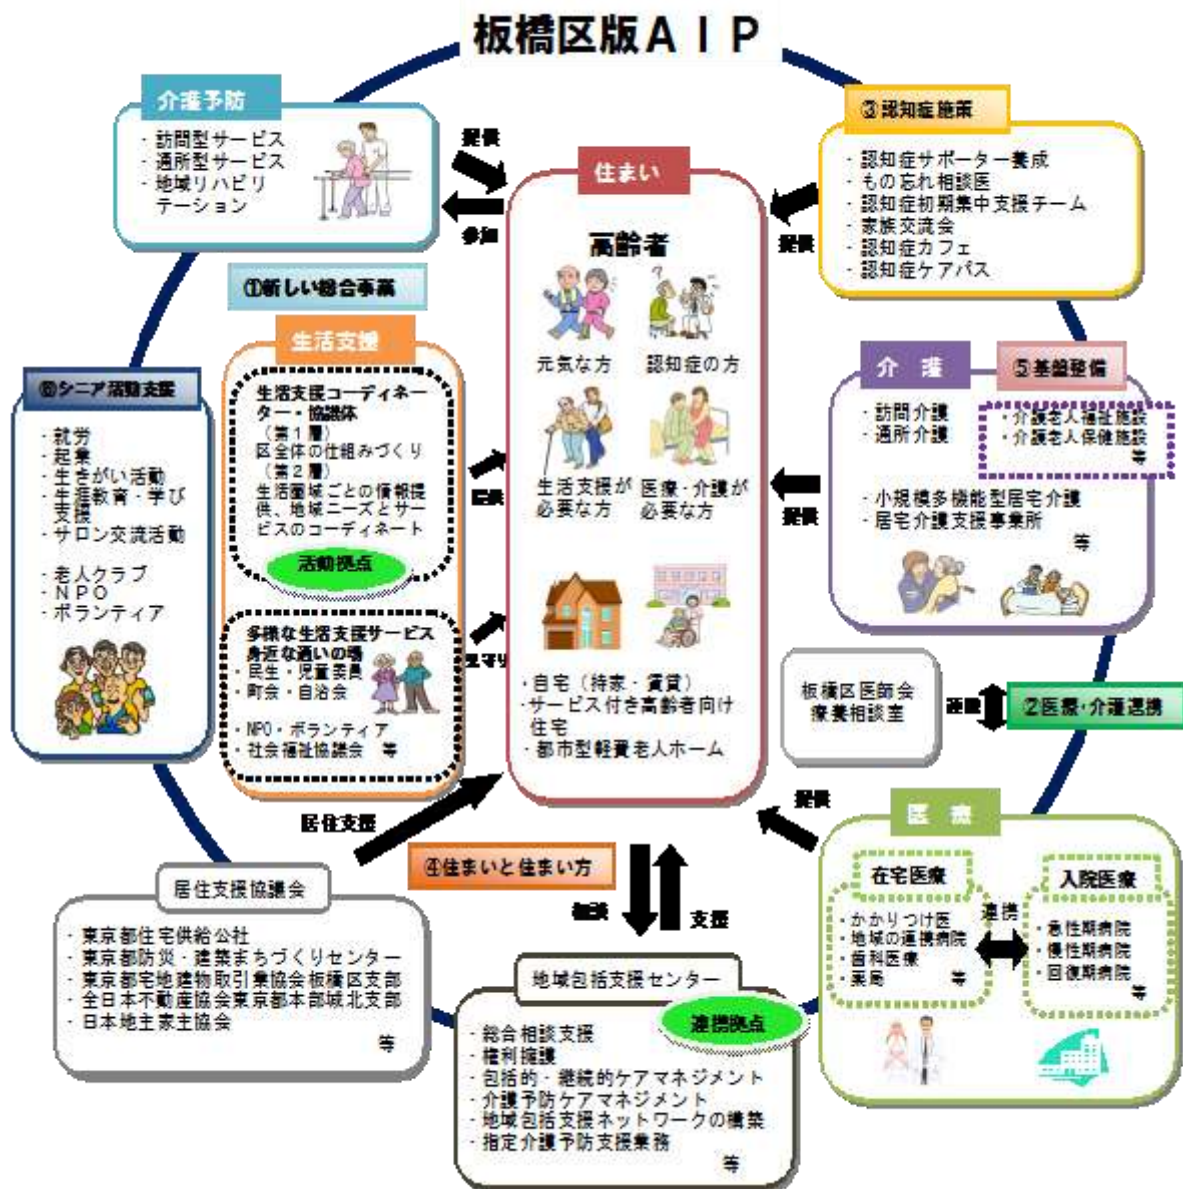 板橋区版AIP
介護予防
・訪問型サービス
・通所型サービス
・地域リハビリ
テーション
提供
参加
①新しい総合事業
③認知症施策
・認知症サポーター養成
・もの忘れ相談医
・認知症初期集中支援チーム
・家族交流会
・認知症カフェ
・認知症ケアパス
提供
住まい
高齢者
元気な方
認知症の方
生活支援が
必要な方
医療・介護が
必要な方
・自宅（持家・賃貸）
・サービス付き高齢者向け
住宅
・都市型軽費老人ホーム
生活支援
生活支援コーディネー
ター・協議体
（第1層）
区全体の仕組みづくり
（第2層）
生活圏域ごとの情報提
供、地域ニーズとサー
ビスのコーディネート
活動拠点
提供
多様な生活支援サービス
身近な通いの場
・民生・児童委員
・町会・自治会
・NPO・ボランティア
・社会福祉協議会　等
見守り
⑥シニア活動支援
・就労
・起業
・生きがい活動
・生涯教育・学び
支援
・サロン交流活動
・老人クラブ
・NPO
・ボランティア
介　護
⑤基盤整備
・訪問介護
・通所介護
・介護老人福祉施設
・介護老人保健施設
等
・小規模多機能型居宅介護
・居宅介護支援事業所
等
提供
板橋区医師会
療養相談室
連携
②医療・介護連携
提供
医　療
在宅医療
・かかりつけ医
・地域の連携病院
・歯科医療
・薬局　　等
連携
入院医療
・急性期病院
・慢性期病院
・回復期病院
等
居住支援
④住まいと住まい方
相談
支援
居住支援協議会
・東京都住宅供給公社
・東京都防災・建築まちづくりセンター
・東京都宅地建物取引業協会板橋区支部
・全日本不動産協会東京都本部城北支部
・日本地主家主協会
等
地域包括支援センター
連携拠点
・総合相談支援
・権利擁護
・包括的・継続的ケアマネジメント
・介護予防ケアマネジメント
・地域包括支援ネットワークの構築
・指定介護予防支援業務
等